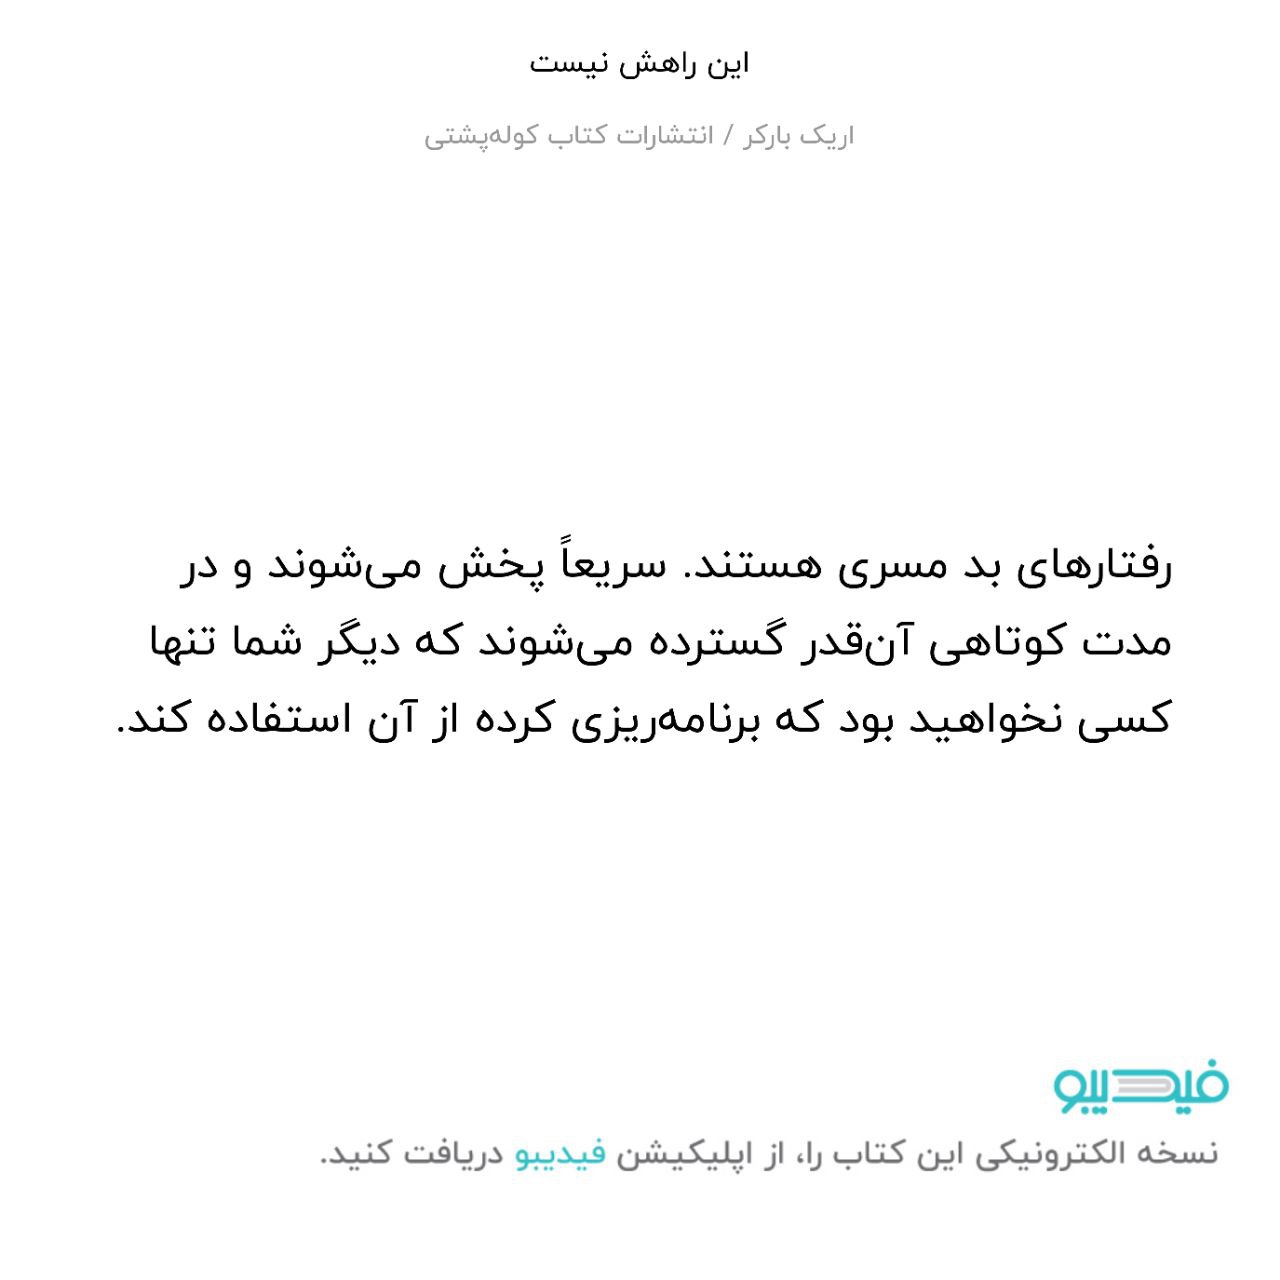 این راهش نیست
اریک بارکر / انتشارات کتاب کوله‌پشتی
رفتارهای بد مسری هستند. سریعاً پخش می‌شوند و در
مدت کوتاهی آن‌قدر گسترده می‌شوند که دیگر شما تنها
کسی نخواهید بود که برنامه‌ریزی کرده از آن استفاده کند.
فیدیبو
نسخه الکترونیکی این کتاب را، از اپلیکیشن فیدیبو دریافت کنید.